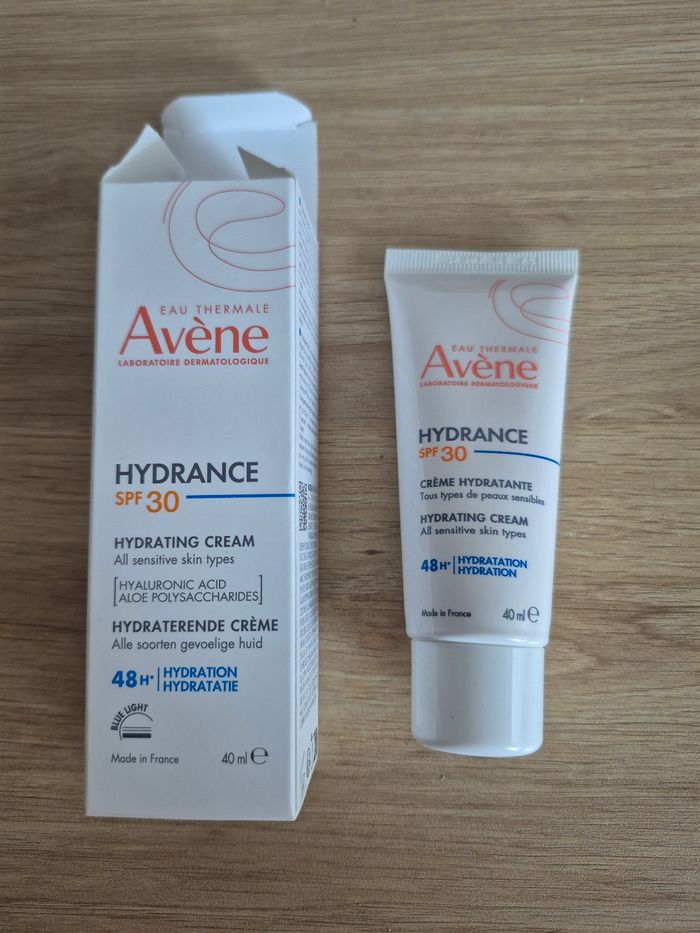 EAU THERMALE
Avène
LABORATOIRE DERMATOLOGIQUE
HYDRANCE
SPF 30
HYDRATING CREAM
All sensitive skin types
[HYALURONIC ACID
ALOE POLYSACCHARIDES]
HYDRATERENDE CRÈME
Alle soorten gevoelige huid
48H* HYDRATION
HYDRATATIE
BLUE LIGHT
Made in France
40 ml ℮
EAU THERMALE
Avène
LABORATOIRE DERMATOLOGIQUE
HYDRANCE
SPF 30
CRÈME HYDRATANTE
Tous types de peaux sensibles
HYDRATING CREAM
All sensitive skin types
48H* HYDRATATION
HYDRATION
Made in France
40 ml ℮